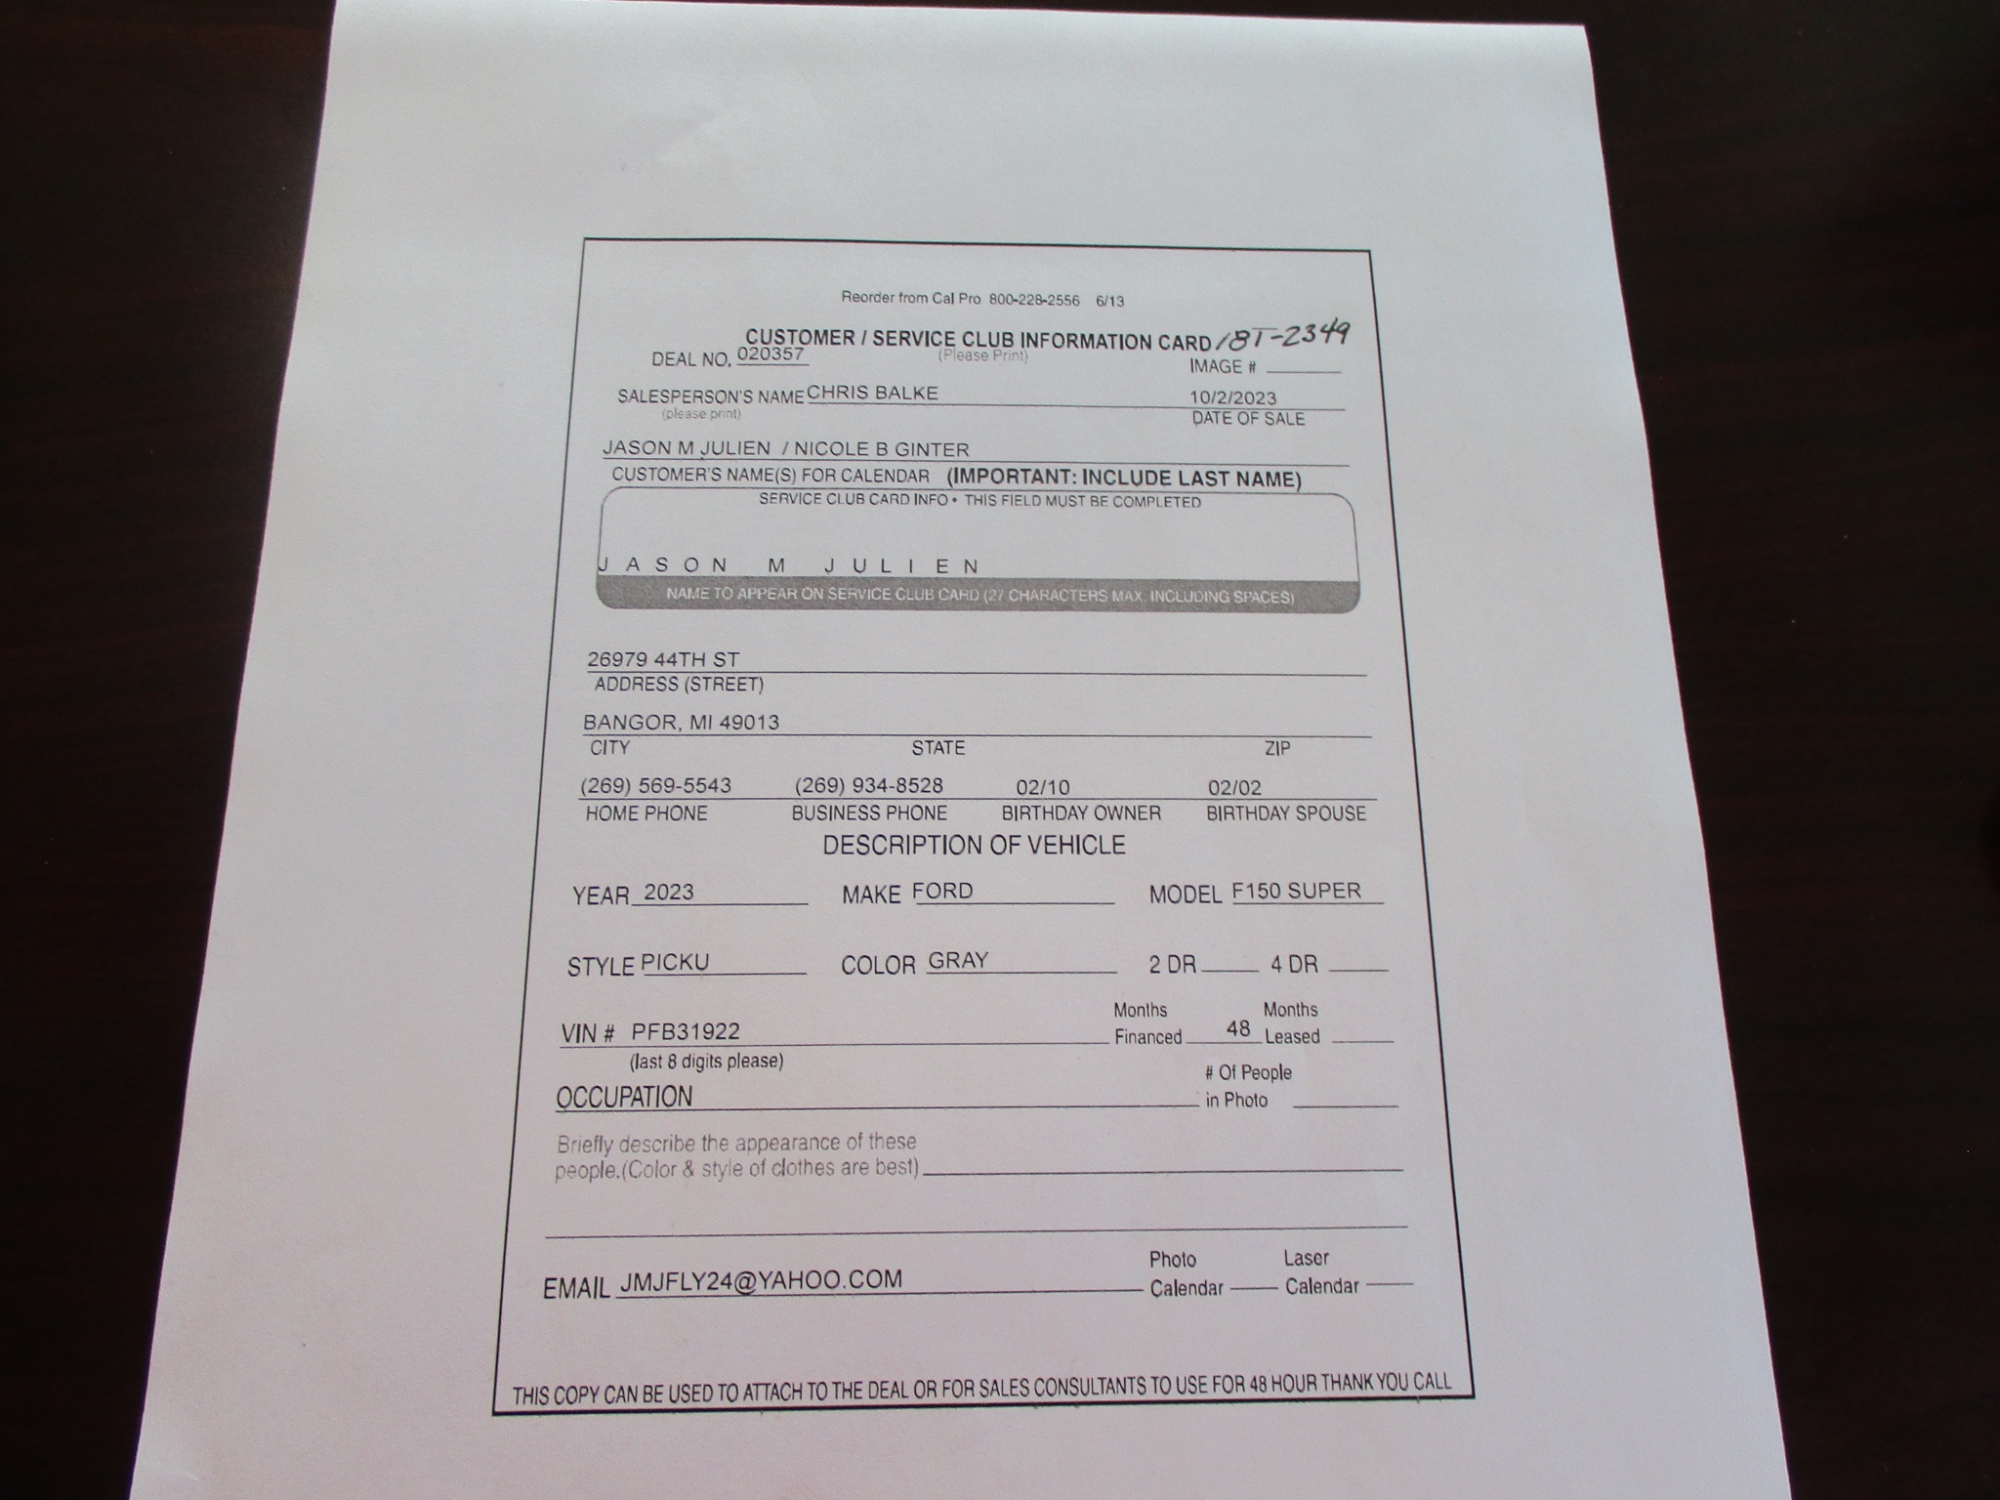 Reorder from Cal Pro 800-228-2556 6/13
CUSTOMER / SERVICE CLUB INFORMATION CARD 18T-2349
DEAL NO. 020357 (Please Print) IMAGE #
SALESPERSON'S NAME CHRIS BALKE 10/2/2023
(please print) DATE OF SALE
JASON M JULIEN / NICOLE B GINTER
CUSTOMER'S NAME(S) FOR CALENDAR (IMPORTANT: INCLUDE LAST NAME)
SERVICE CLUB CARD INFO • THIS FIELD MUST BE COMPLETED
JASON M JULIEN
NAME TO APPEAR ON SERVICE CLUB CARD (27 CHARACTERS MAX. INCLUDING SPACES)
26979 44TH ST
ADDRESS (STREET)
BANGOR, MI 49013
CITY STATE ZIP
(269) 569-5543 (269) 934-8528 02/10 02/02
HOME PHONE BUSINESS PHONE BIRTHDAY OWNER BIRTHDAY SPOUSE
DESCRIPTION OF VEHICLE
YEAR 2023 MAKE FORD MODEL F150 SUPER
STYLE PICKU COLOR GRAY 2 DR 4 DR
Months Months
VIN # PFB31922 Financed 48 Leased
(last 8 digits please)
# Of People
OCCUPATION in Photo
Briefly describe the appearance of these
people.(Color & style of clothes are best)
Photo Laser
EMAIL JMJFLY24@YAHOO.COM Calendar Calendar
THIS COPY CAN BE USED TO ATTACH TO THE DEAL OR FOR SALES CONSULTANTS TO USE FOR 48 HOUR THANK YOU CALL